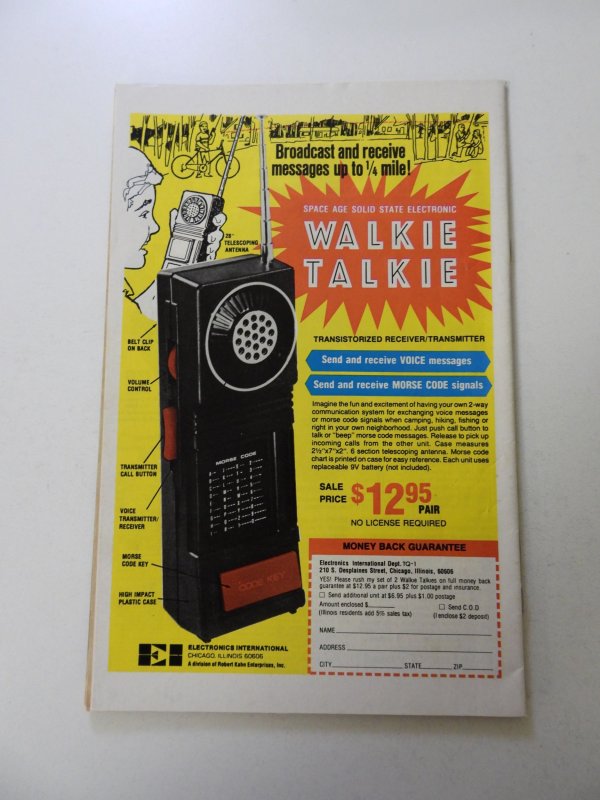 Broadcast and receive
messages up to 1/4 mile!
SPACE AGE SOLID STATE ELECTRONIC
WALKIE
TALKIE
28"
TELESCOPING
ANTENNA
BELT CLIP
ON BACK
VOLUME
CONTROL
TRANSMITTER
CALL BUTTON
VOICE
TRANSMITTER/
RECEIVER
MORSE
CODE KEY
HIGH IMPACT
PLASTIC CASE
MORSE CODE
CODE KEY
TRANSISTORIZED RECEIVER/TRANSMITTER
Send and receive VOICE messages
Send and receive MORSE CODE signals
Imagine the fun and excitement of having your own 2-way
communication system for exchanging voice messages
or morse code signals when camping, hiking, fishing or
right in your own neighborhood. Just push call button to
talk or "beep" morse code messages. Release to pick up
incoming calls from the other unit. Case measures
2½"x7"x2". 6 section telescoping antenna. Morse code
chart is printed on case for easy reference. Each unit uses
replaceable 9V battery (not included).
SALE
PRICE $12.95
PAIR
NO LICENSE REQUIRED
MONEY BACK GUARANTEE
Electronics International Dept.
210 S. Desplaines Street, Chicago, Illinois, 60606
YES! Please rush my set of 2 Walkie Talkies on full money back
guarantee at $12.95 a pair plus $2 for postage and insurance.
Send additional unit at $6.95 plus $1.00 postage
Amount enclosed $ Send C.O.D
(Illinois residents add 5% sales tax) (I enclose $2 deposit)
NAME
ADDRESS
CITY STATE ZIP
EI
ELECTRONICS INTERNATIONAL
CHICAGO, ILLINOIS 60606
A division of Robert Kahn Enterprises, Inc.